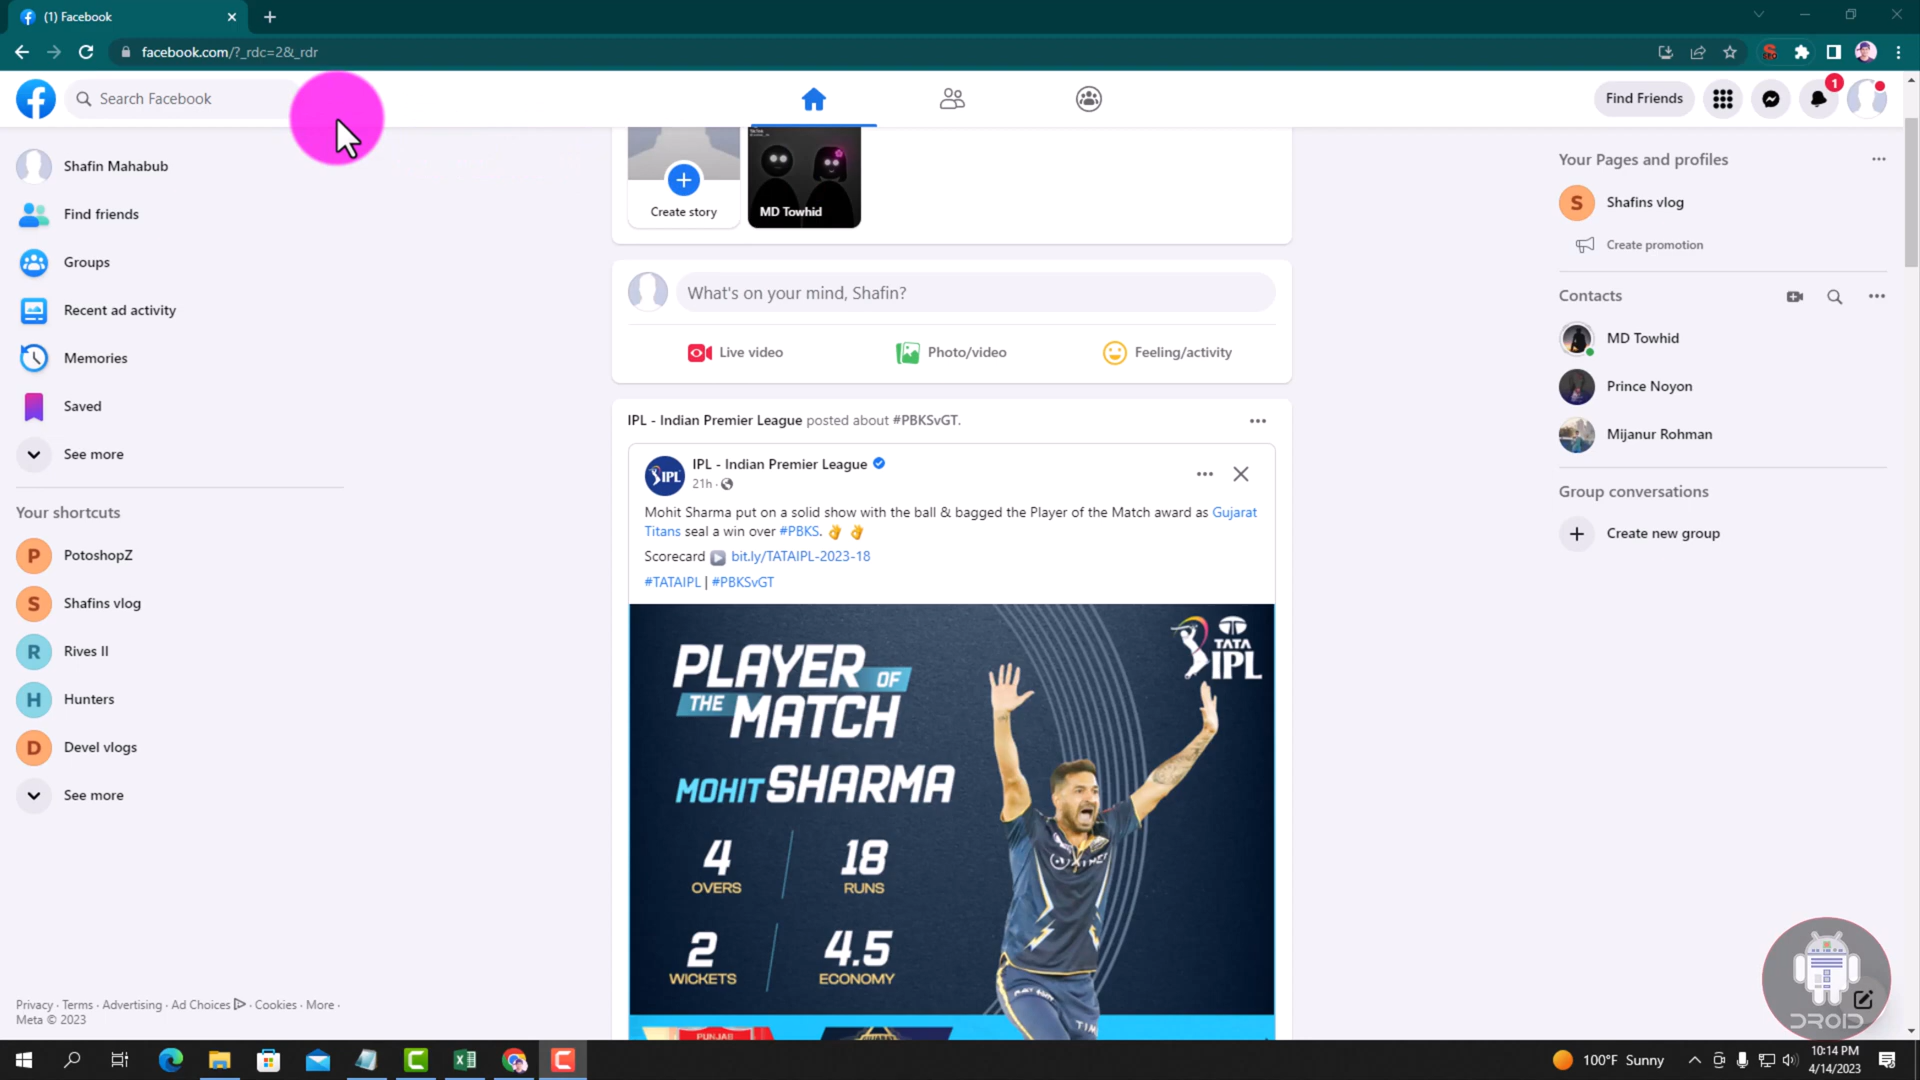 (1) Facebook
facebook.com/?_rdc=2&_rdr
Search Facebook
Find Friends
1
Shafin Mahabub
Find friends
Groups
Recent ad activity
Memories
Saved
See more
Your shortcuts
P PotoshopZ
S Shafins vlog
R Rives II
H Hunters
D Devel vlogs
See more
Privacy · Terms · Advertising · Ad Choices · Cookies · More ·
Meta © 2023
Create story
MD Towhid
What's on your mind, Shafin?
Live video
Photo/video
Feeling/activity
IPL - Indian Premier League posted about #PBKSvGT.
IPL
IPL - Indian Premier League
21h ·
Mohit Sharma put on a solid show with the ball & bagged the Player of the Match award as Gujarat
Titans seal a win over #PBKS. 👌 👌
Scorecard ▶️ bit.ly/TATAIPL-2023-18
#TATAIPL | #PBKSvGT
TATA
IPL
PLAYER OF
THE MATCH
MOHIT SHARMA
4
OVERS
18
RUNS
2
WICKETS
4.5
ECONOMY
PUNJAB
Your Pages and profiles
S Shafins vlog
Create promotion
Contacts
MD Towhid
Prince Noyon
Mijanur Rohman
Group conversations
Create new group
DROID
100°F Sunny
10:14 PM
4/14/2023